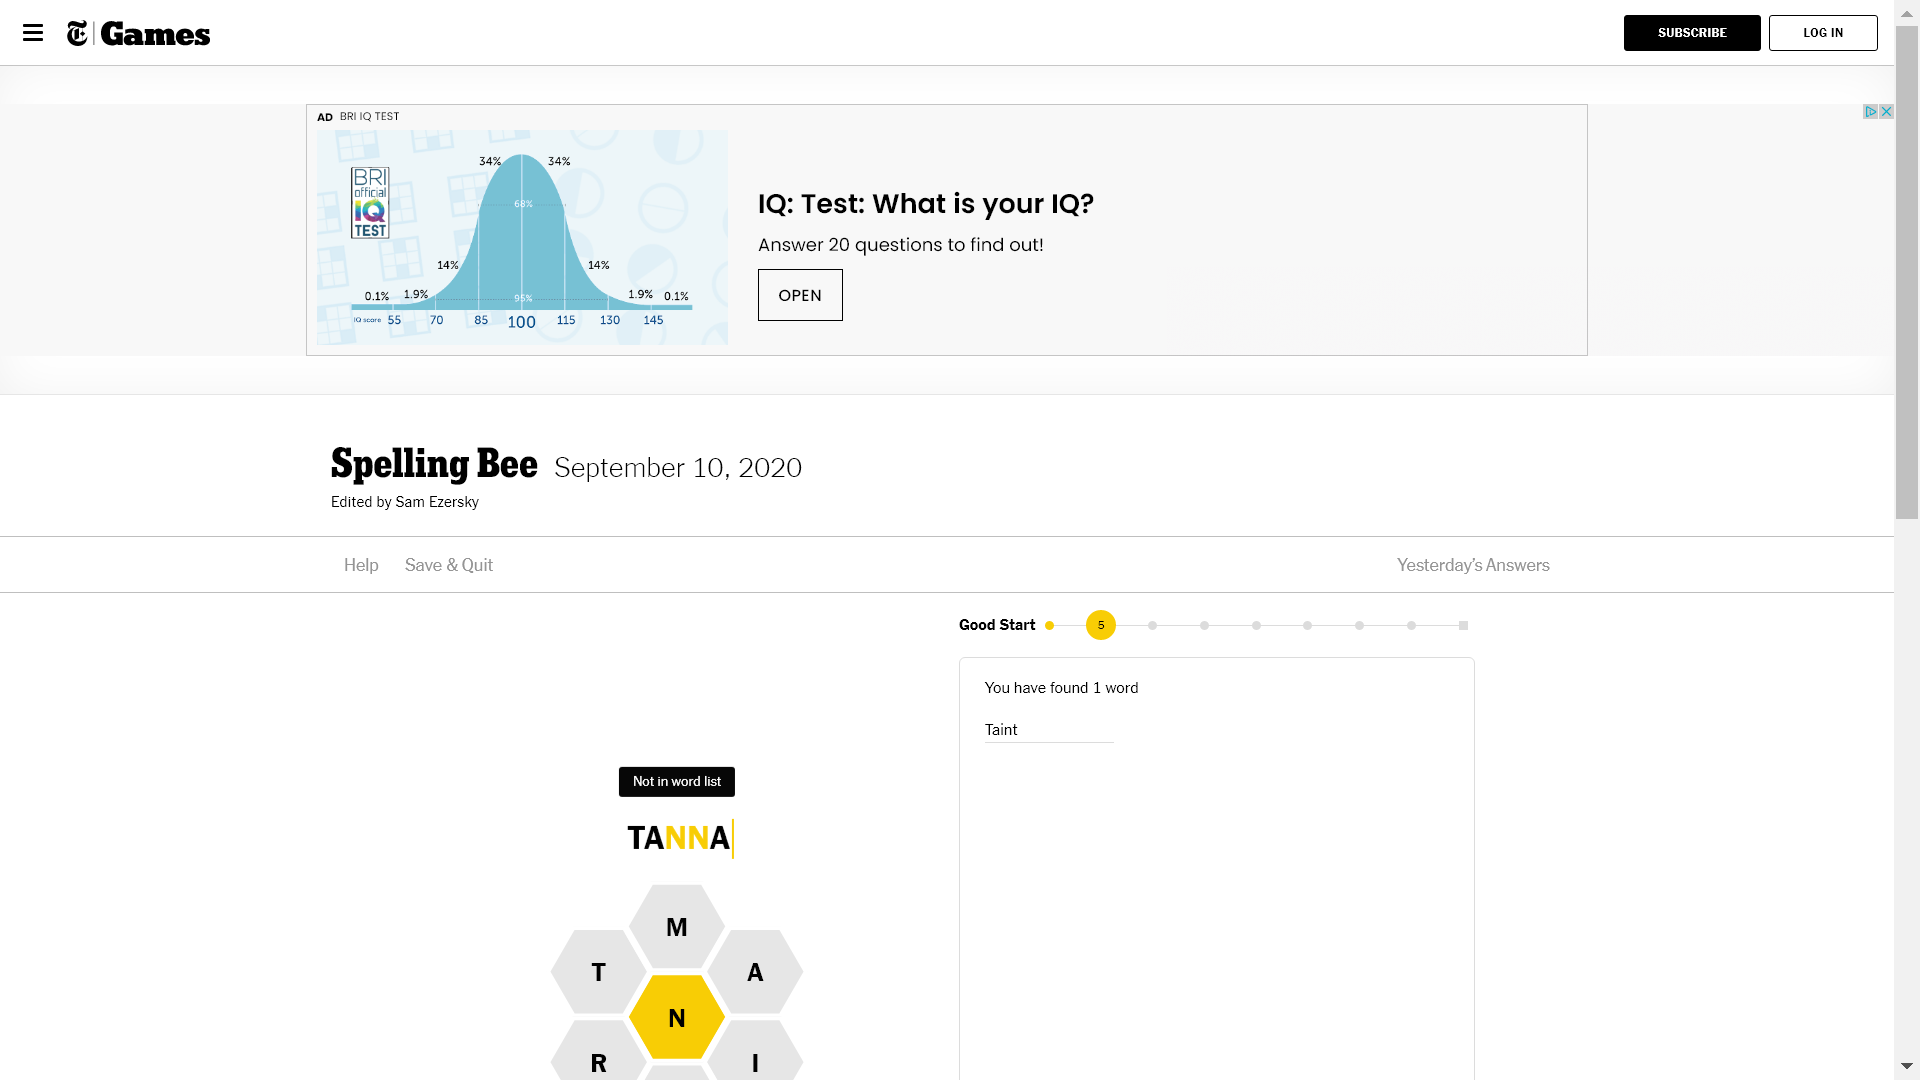 Games
SUBSCRIBE
LOG IN
AD BRI IQ TEST
BRI
official
IQ
TEST
34%
34%
68%
14%
14%
0.1%
1.9%
95%
1.9%
0.1%
IQ score 55 70 85 100 115 130 145
IQ: Test: What is your IQ?
Answer 20 questions to find out!
OPEN
Spelling Bee September 10, 2020
Edited by Sam Ezersky
Help
Save & Quit
Yesterday’s Answers
Good Start
5
You have found 1 word
Taint
Not in word list
TANNA
M
T
A
N
R
I